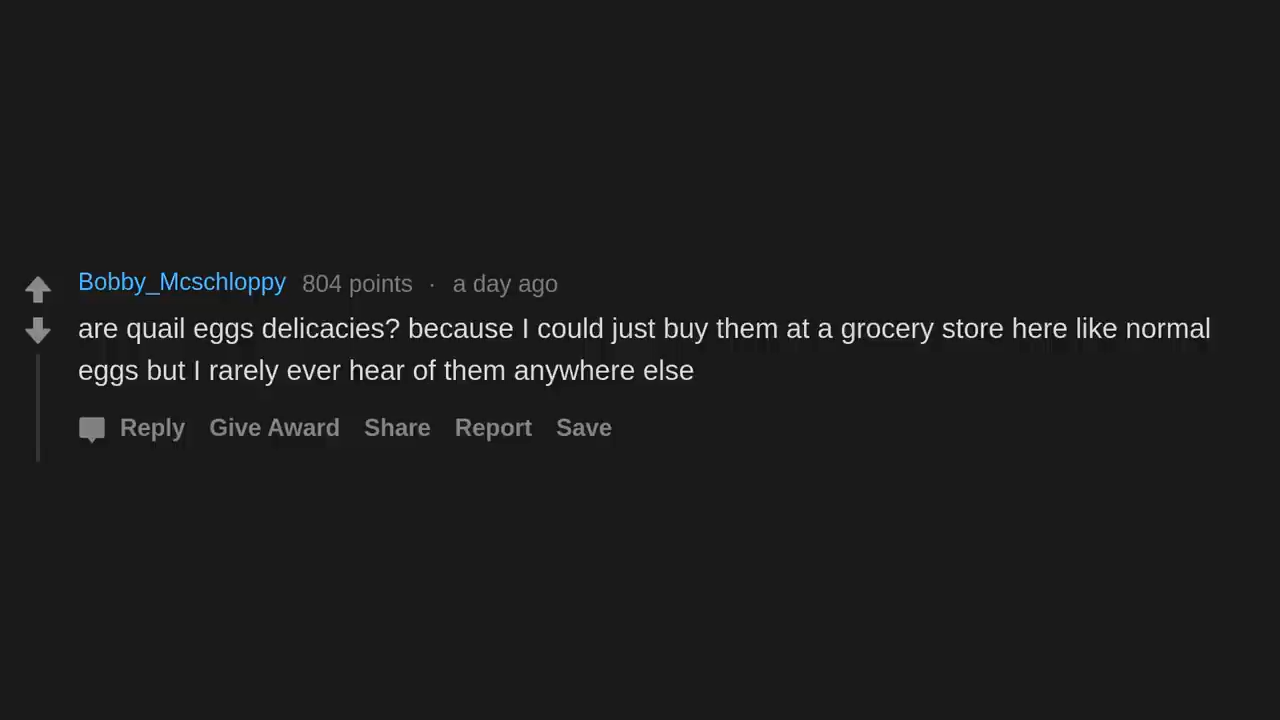 Bobby_Mcschloppy 804 points · a day ago
are quail eggs delicacies? because I could just buy them at a grocery store here like normal
eggs but I rarely ever hear of them anywhere else
Reply Give Award Share Report Save